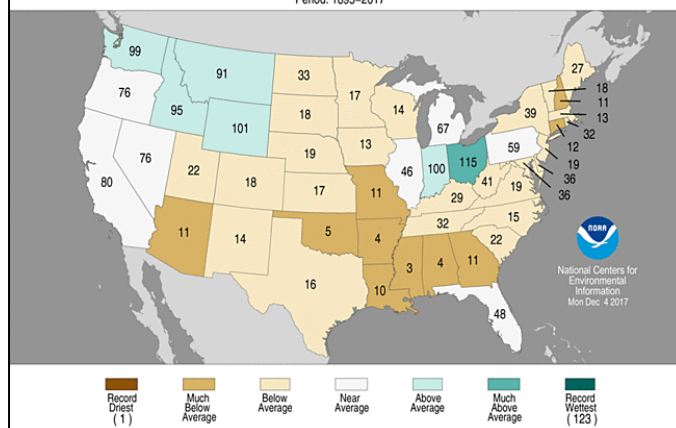 Period: 1895-2017
99
91
33
76
95
101
18
17
14
67
27
18
11
13
32
12
19
36
36
39
80
76
22
18
19
13
17
46
100
115
59
41
29
19
11
14
5
11
4
32
15
22
16
10
3
4
11
48
NOAA
National Centers for
Environmental
Information
Mon Dec 4 2017
Record
Driest
(1)
Much
Below
Average
Below
Average
Near
Average
Above
Average
Much
Above
Average
Record
Wettest
(123)